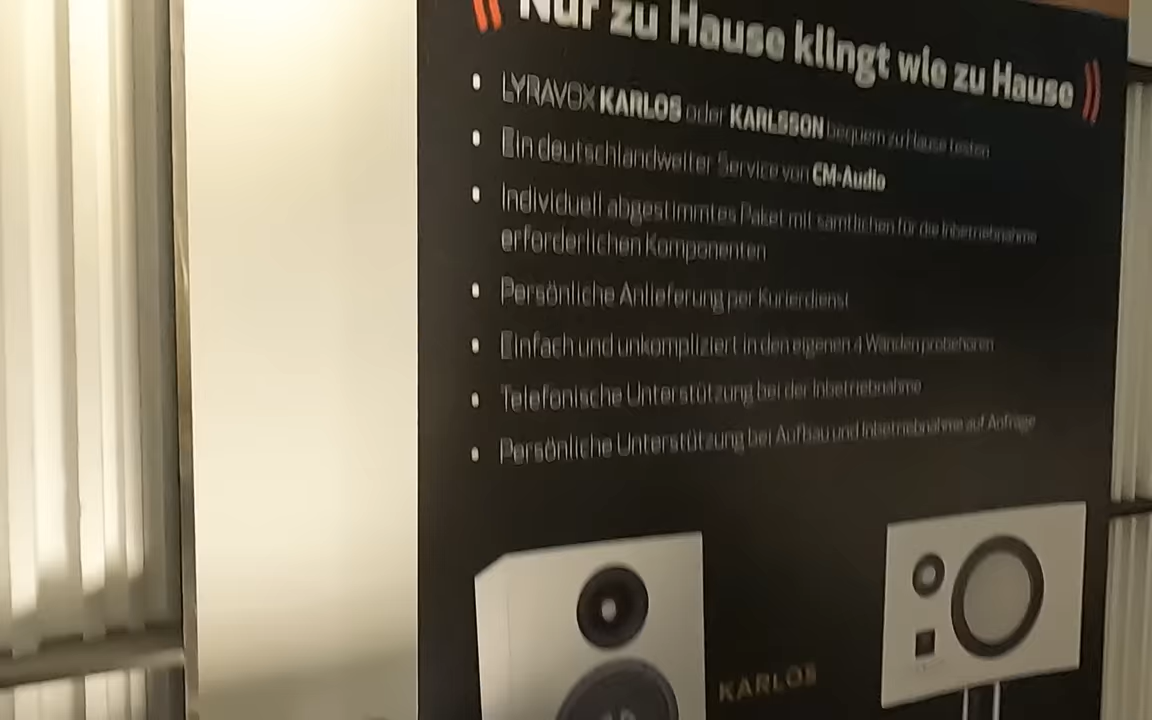 Nur zu Hause klingt wie zu Hause
• LYRAVOX KARLOS oder KARLSSON bequem zu Hause testen
• Ein deutschlandweiter Service von CM-Audio
• Individuell abgestimmtes Paket mit sämtlichen für die Inbetriebnahme
erforderlichen Komponenten
• Persönliche Anlieferung per Kurierdienst
• Einfach und unkompliziert in den eigenen 4 Wänden probehören
• Telefonische Unterstützung bei der Inbetriebnahme
• Persönliche Unterstützung bei Aufbau und Inbetriebnahme auf Anfrage
KARLOS